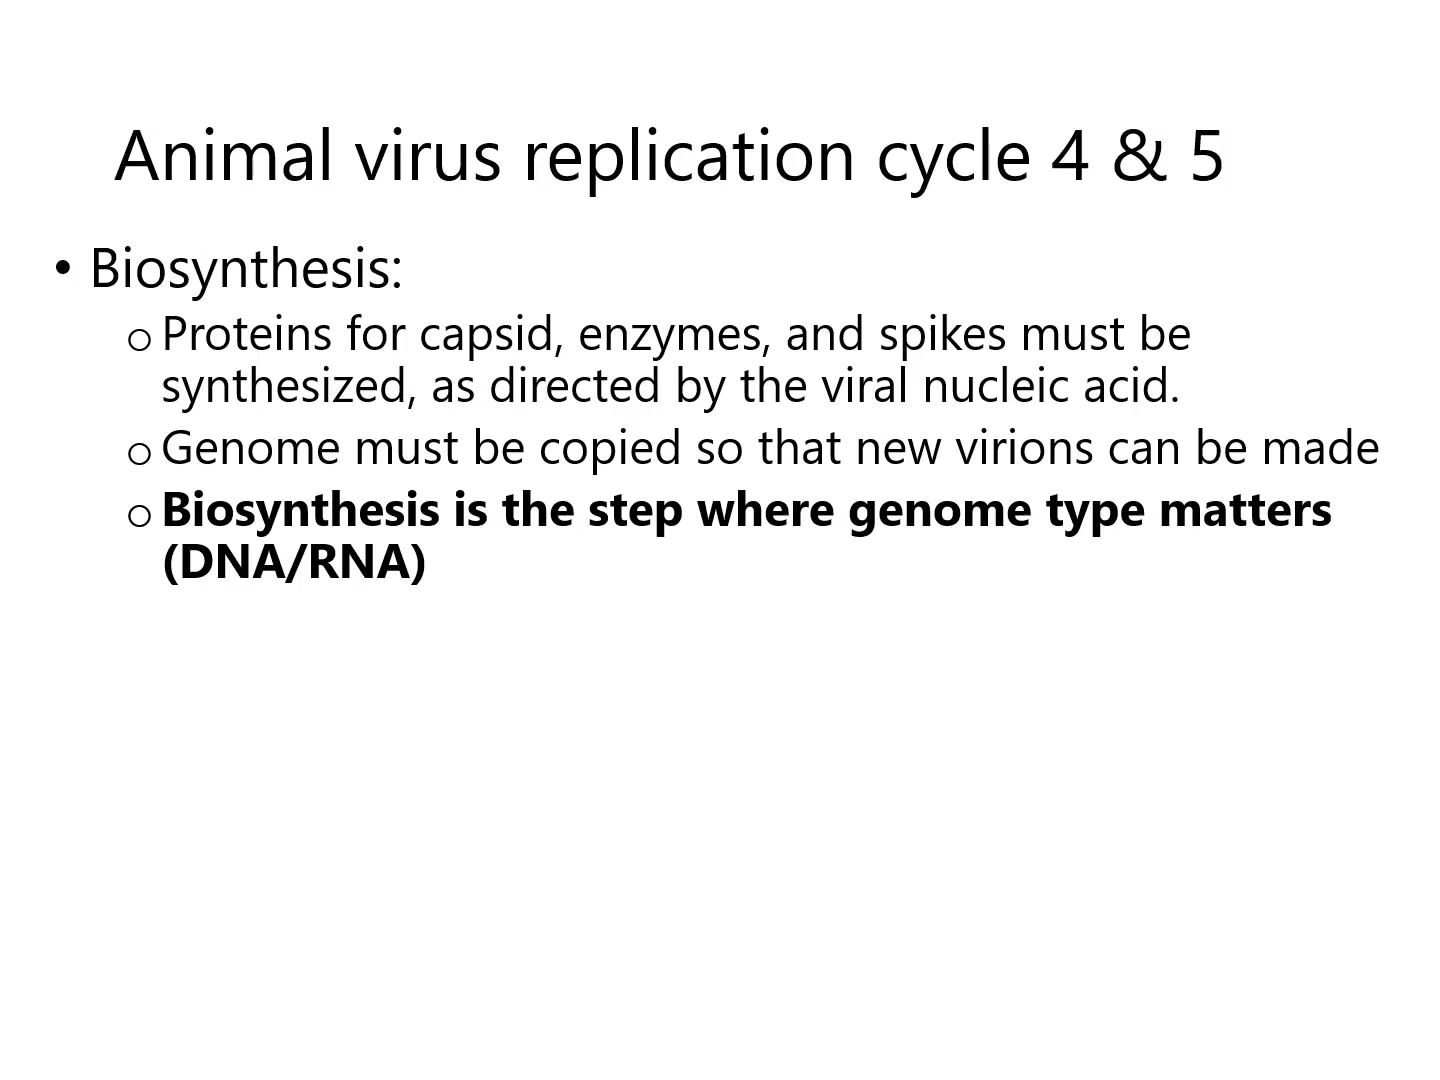 Animal virus replication cycle 4 & 5
• Biosynthesis:
o Proteins for capsid, enzymes, and spikes must be
synthesized, as directed by the viral nucleic acid.
o Genome must be copied so that new virions can be made
o Biosynthesis is the step where genome type matters
(DNA/RNA)